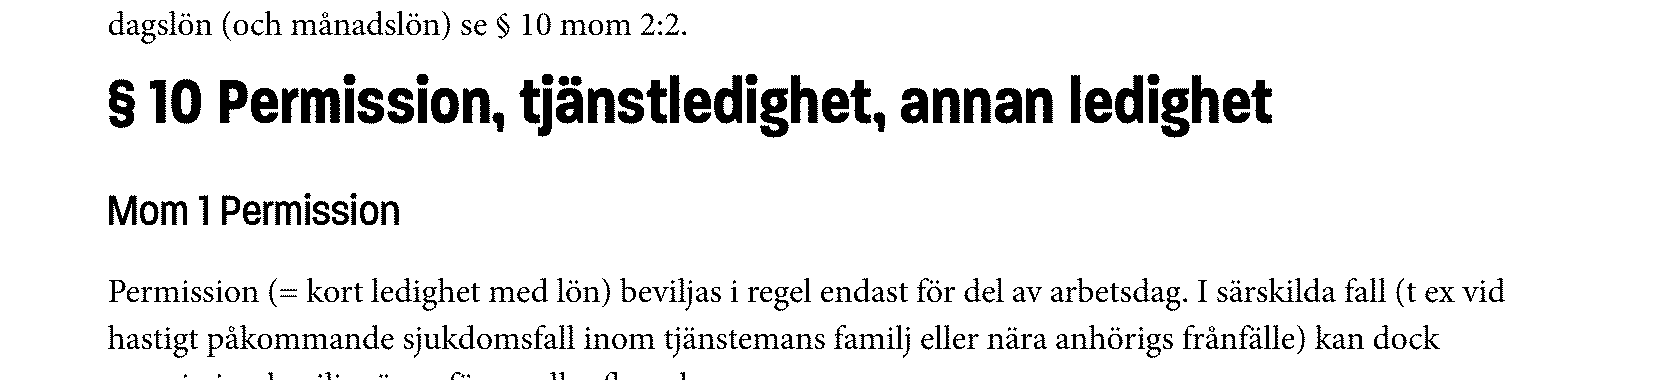 dagslön (och månadslön) se § 10 mom 2:2.
§ 10 Permission, tjänstledighet, annan ledighet
Mom 1 Permission
Permission (= kort ledighet med lön) beviljas i regel endast för del av arbetsdag. I särskilda fall (t ex vid
hastigt påkommande sjukdomsfall inom tjänstemans familj eller nära anhörigs frånfälle) kan dock